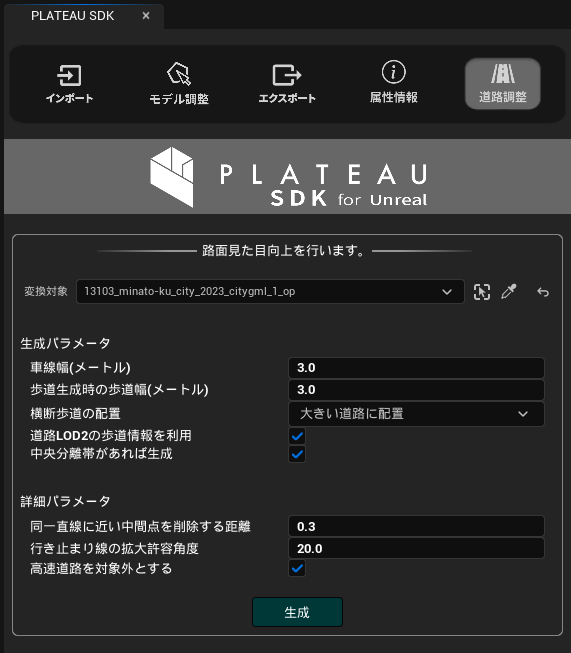 PLATEAU SDK
インポート モデル調整 エクスポート 属性情報 道路調整
PLATEAU
SDK for Unreal
路面見た目向上を行います。
変換対象 13103_minato-ku_city_2023_citygml_1_op
生成パラメータ
車線幅(メートル) 3.0
歩道生成時の歩道幅(メートル) 3.0
横断歩道の配置 大きい道路に配置
道路LOD2の歩道情報を利用
中央分離帯があれば生成
詳細パラメータ
同一直線に近い中間点を削除する距離 0.3
行き止まり線の拡大許容角度 20.0
高速道路を対象外とする
生成